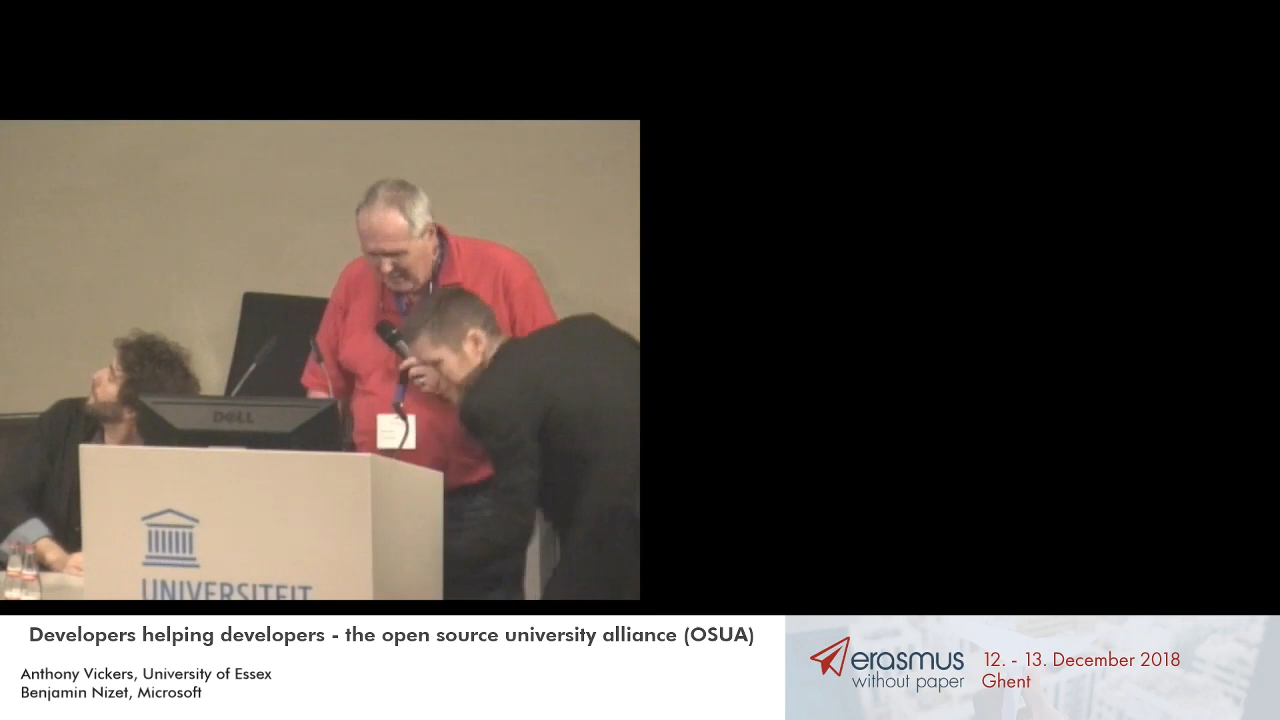 DELL
UNIVERSITEIT
Developers helping developers - the open source university alliance (OSUA)
Anthony Vickers, University of Essex
Benjamin Nizet, Microsoft
erasmus
without paper
12. - 13. December 2018
Ghent